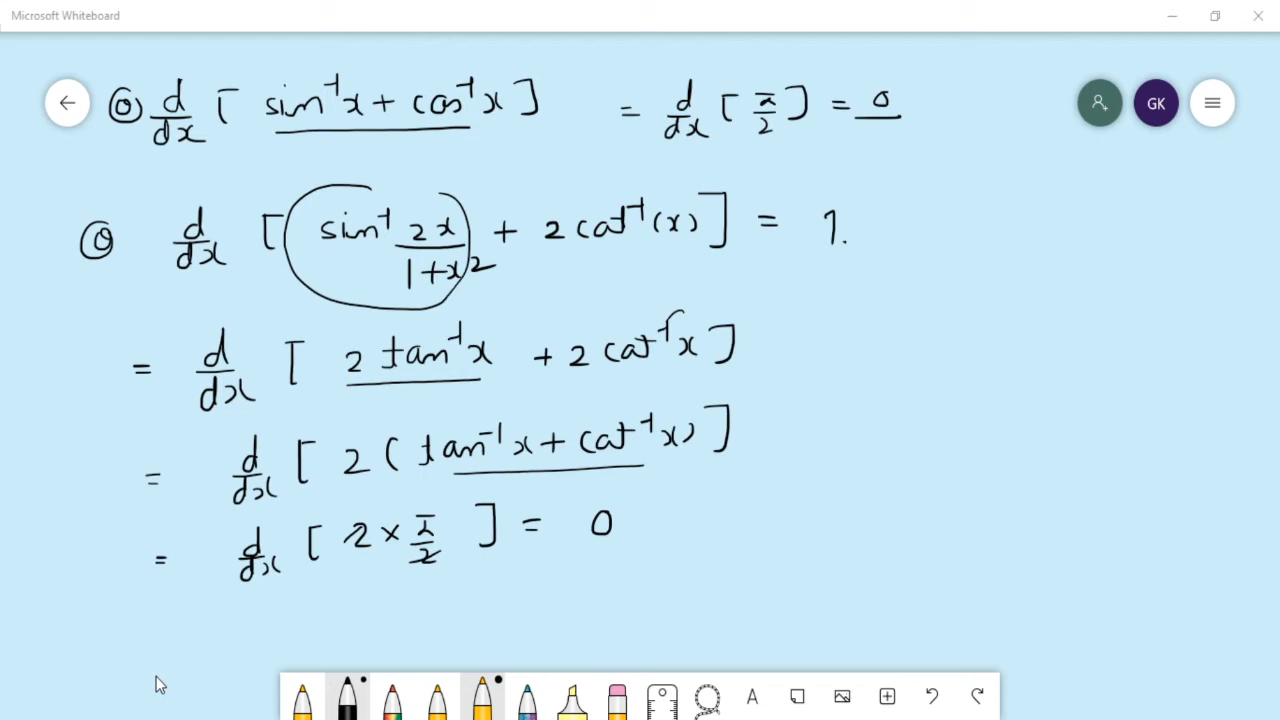 Microsoft Whiteboard
⊙ d/dx [ sin⁻¹x + cos⁻¹x ] = d/dx [ π/2 ] = 0
GK
⊙ d/dx [ sin⁻¹ 2x/(1+x²) + 2 cot⁻¹(x) ] = ?.
= d/dx [ 2 tan⁻¹x + 2 cot⁻¹x ]
= d/dx [ 2 ( tan⁻¹x + cot⁻¹x) ]
= d/dx [ 2 × π/2 ] = 0
A